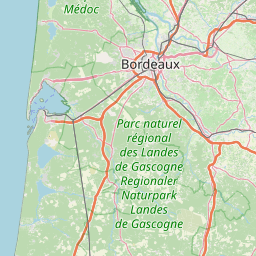 Médoc
Bordeaux
Parc naturel
régional
des Landes
de Gascogne
Regionaler
Naturpark
Landes
de Gascogne